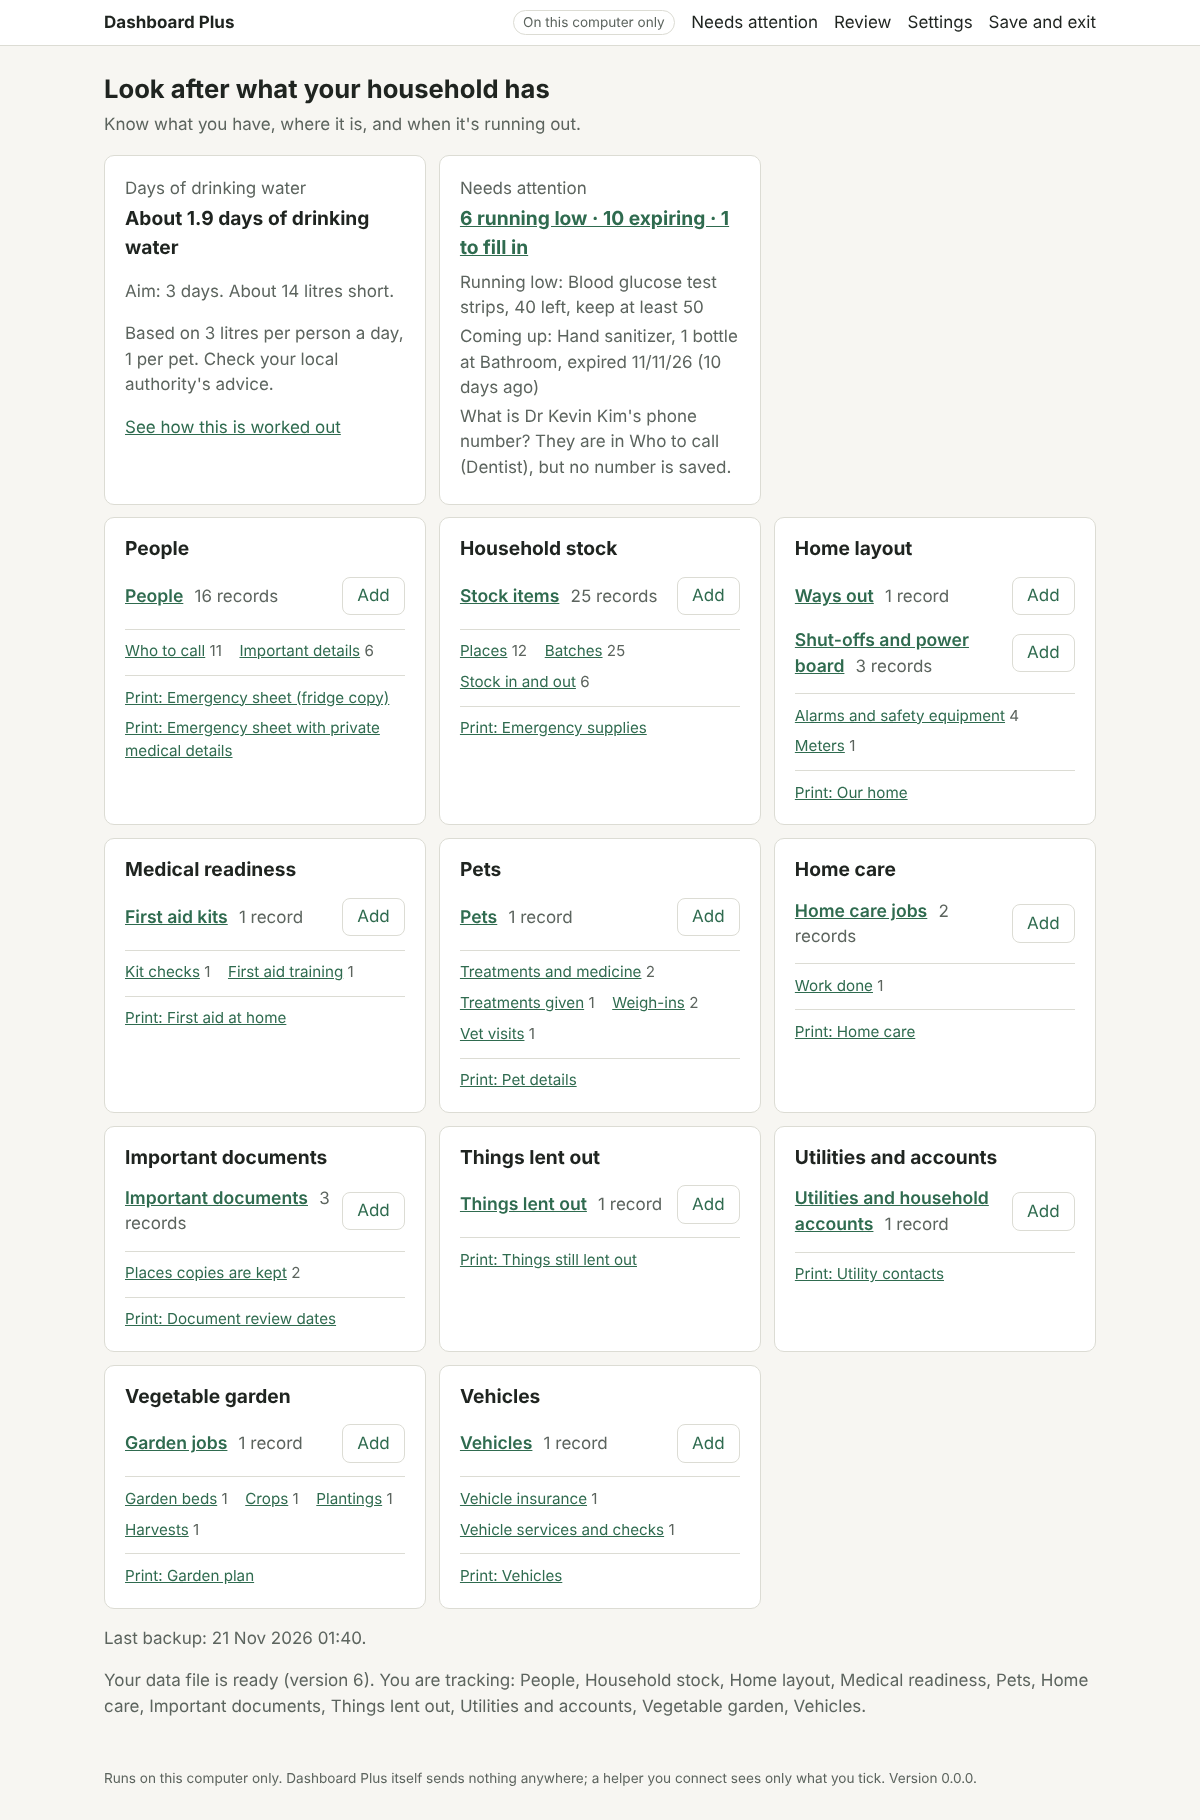 Dashboard Plus
On this computer only
Needs attention
Review
Settings
Save and exit
Look after what your household has
Know what you have, where it is, and when it's running out.
Days of drinking water
About 1.9 days of drinking
water
Aim: 3 days. About 14 litres short.
Based on 3 litres per person a day,
1 per pet. Check your local
authority's advice.
See how this is worked out
Needs attention
6 running low · 10 expiring · 1
to fill in
Running low: Blood glucose test
strips, 40 left, keep at least 50
Coming up: Hand sanitizer, 1 bottle
at Bathroom, expired 11/11/26 (10
days ago)
What is Dr Kevin Kim's phone
number? They are in Who to call
(Dentist), but no number is saved.
People
People 16 records
Add
Who to call 11 Important details 6
Print: Emergency sheet (fridge copy)
Print: Emergency sheet with private
medical details
Household stock
Stock items 25 records
Add
Places 12 Batches 25
Stock in and out 6
Print: Emergency supplies
Home layout
Ways out 1 record
Add
Shut-offs and power
board 3 records
Add
Alarms and safety equipment 4
Meters 1
Print: Our home
Medical readiness
First aid kits 1 record
Add
Kit checks 1 First aid training 1
Print: First aid at home
Pets
Pets 1 record
Add
Treatments and medicine 2
Treatments given 1 Weigh-ins 2
Vet visits 1
Print: Pet details
Home care
Home care jobs 2
records
Add
Work done 1
Print: Home care
Important documents
Important documents 3
records
Add
Places copies are kept 2
Print: Document review dates
Things lent out
Things lent out 1 record
Add
Print: Things still lent out
Utilities and accounts
Utilities and household
accounts 1 record
Add
Print: Utility contacts
Vegetable garden
Garden jobs 1 record
Add
Garden beds 1 Crops 1 Plantings 1
Harvests 1
Print: Garden plan
Vehicles
Vehicles 1 record
Add
Vehicle insurance 1
Vehicle services and checks 1
Print: Vehicles
Last backup: 21 Nov 2026 01:40.
Your data file is ready (version 6). You are tracking: People, Household stock, Home layout, Medical readiness, Pets, Home
care, Important documents, Things lent out, Utilities and accounts, Vegetable garden, Vehicles.
Runs on this computer only. Dashboard Plus itself sends nothing anywhere; a helper you connect sees only what you tick. Version 0.0.0.